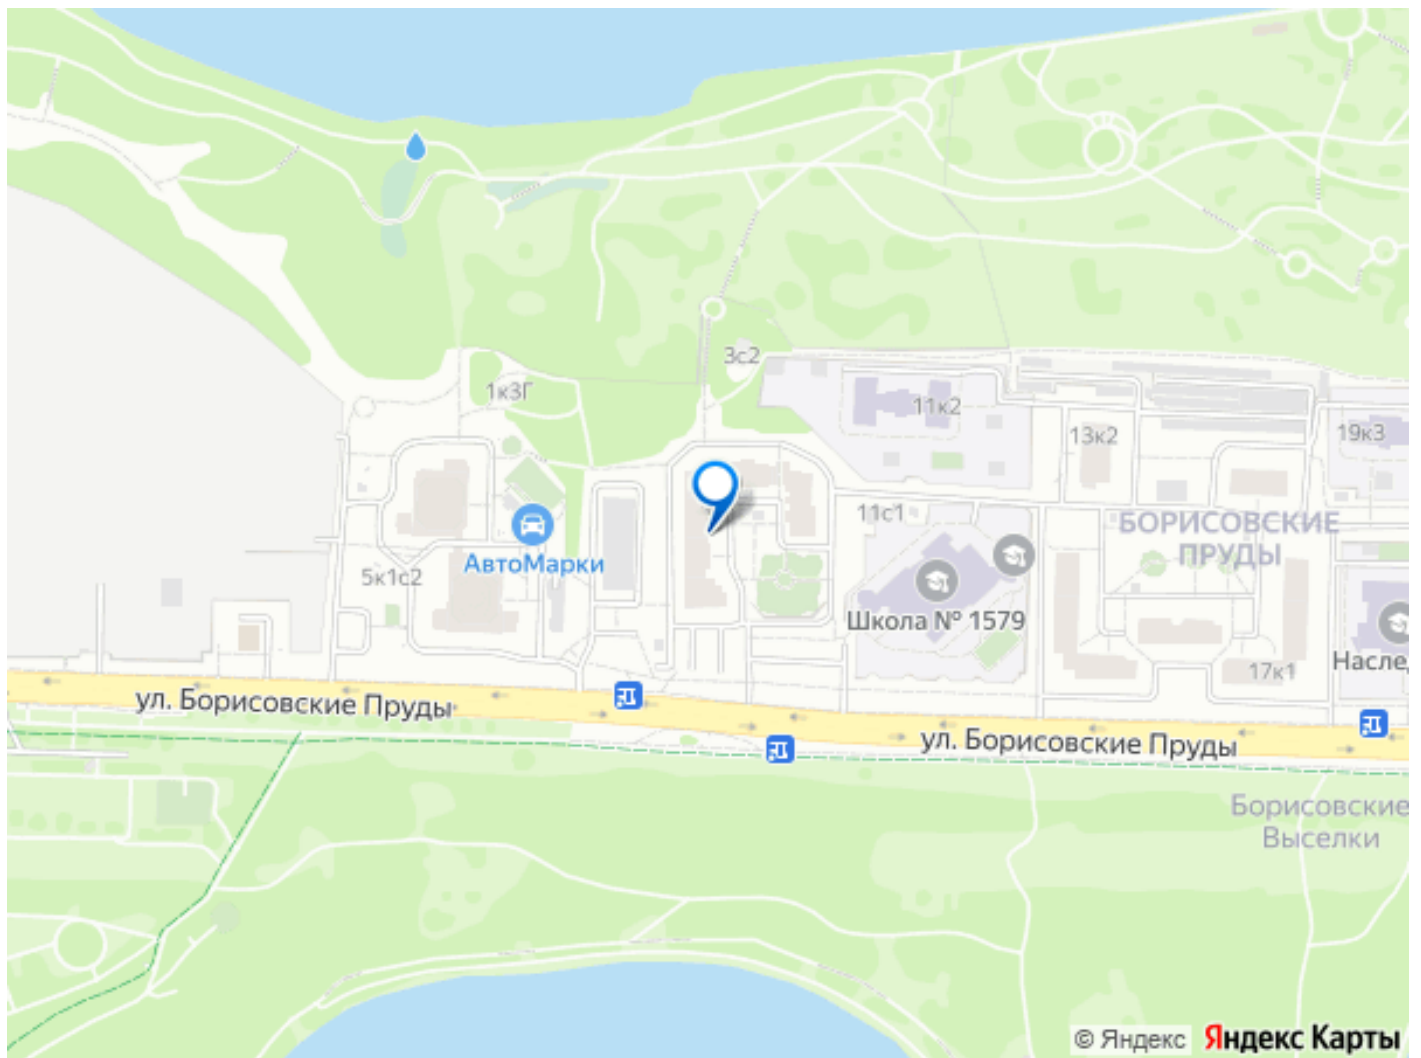 3с2
1к3Г
11к2
13к2
19к3
11с1
БОРИСОВСКИЕ
ПРУДЫ
АвтоМарки
5к1с2
Школа № 1579
Насле
17к1
ул. Борисовские Пруды
ул. Борисовские Пруды
Борисовские
Выселки
© Яндекс Яндекс Карты